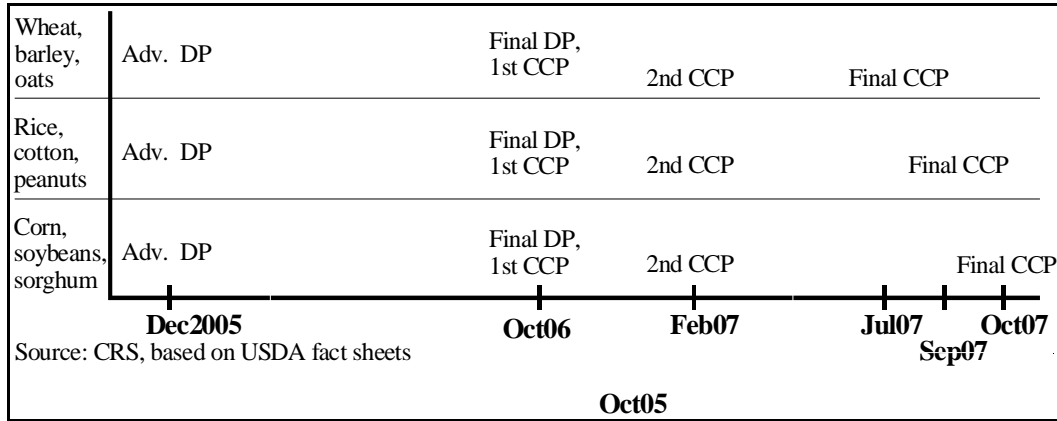 Wheat,
barley,
oats
Adv. DP
Final DP,
1st CCP
2nd CCP
Final CCP
Rice,
cotton,
peanuts
Adv. DP
Final DP,
1st CCP
2nd CCP
Final CCP
Corn,
soybeans,
sorghum
Adv. DP
Final DP,
1st CCP
2nd CCP
Final CCP
Dec2005
Oct06
Feb07
Jul07
Oct07
Sep07
Source: CRS, based on USDA fact sheets
Oct05